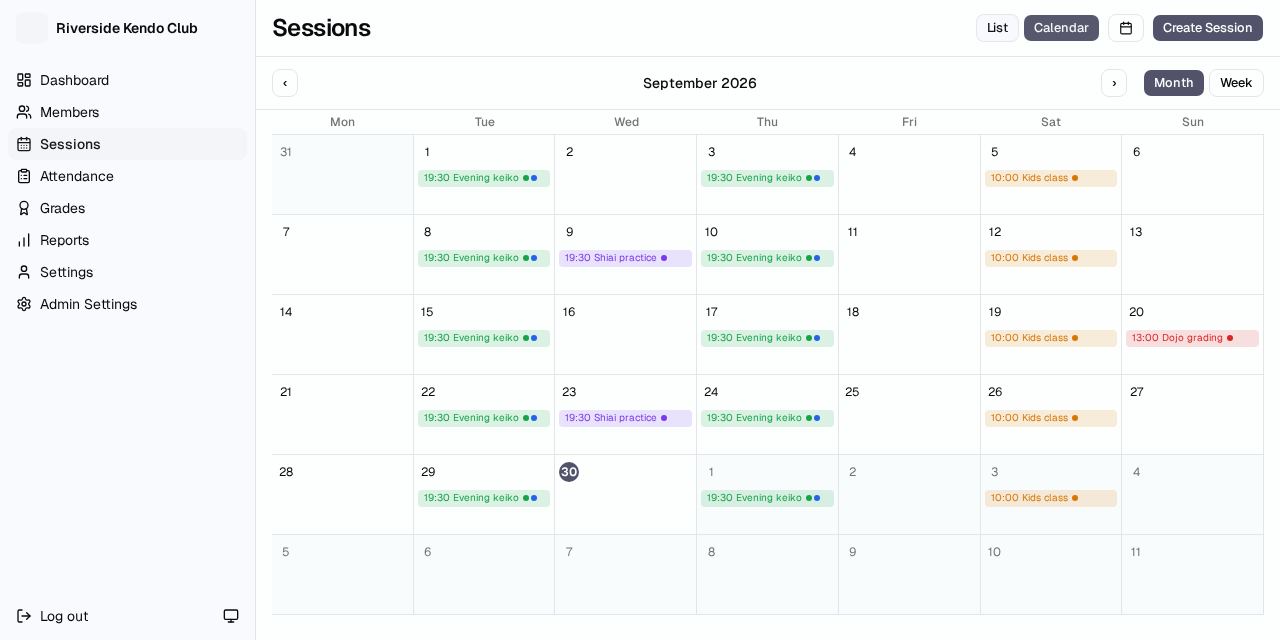 Riverside Kendo Club
Dashboard
Members
Sessions
Attendance
Grades
Reports
Settings
Admin Settings
Log out
Sessions
List Calendar Create Session
‹ September 2026 › Month Week
Mon Tue Wed Thu Fri Sat Sun
31 1 2 3 4 5 6
19:30 Evening keiko 19:30 Evening keiko 10:00 Kids class
7 8 9 10 11 12 13
19:30 Evening keiko 19:30 Shiai practice 19:30 Evening keiko 10:00 Kids class
14 15 16 17 18 19 20
19:30 Evening keiko 19:30 Evening keiko 10:00 Kids class 13:00 Dojo grading
21 22 23 24 25 26 27
19:30 Evening keiko 19:30 Shiai practice 19:30 Evening keiko 10:00 Kids class
28 29 30 1 2 3 4
19:30 Evening keiko 19:30 Evening keiko 10:00 Kids class
5 6 7 8 9 10 11